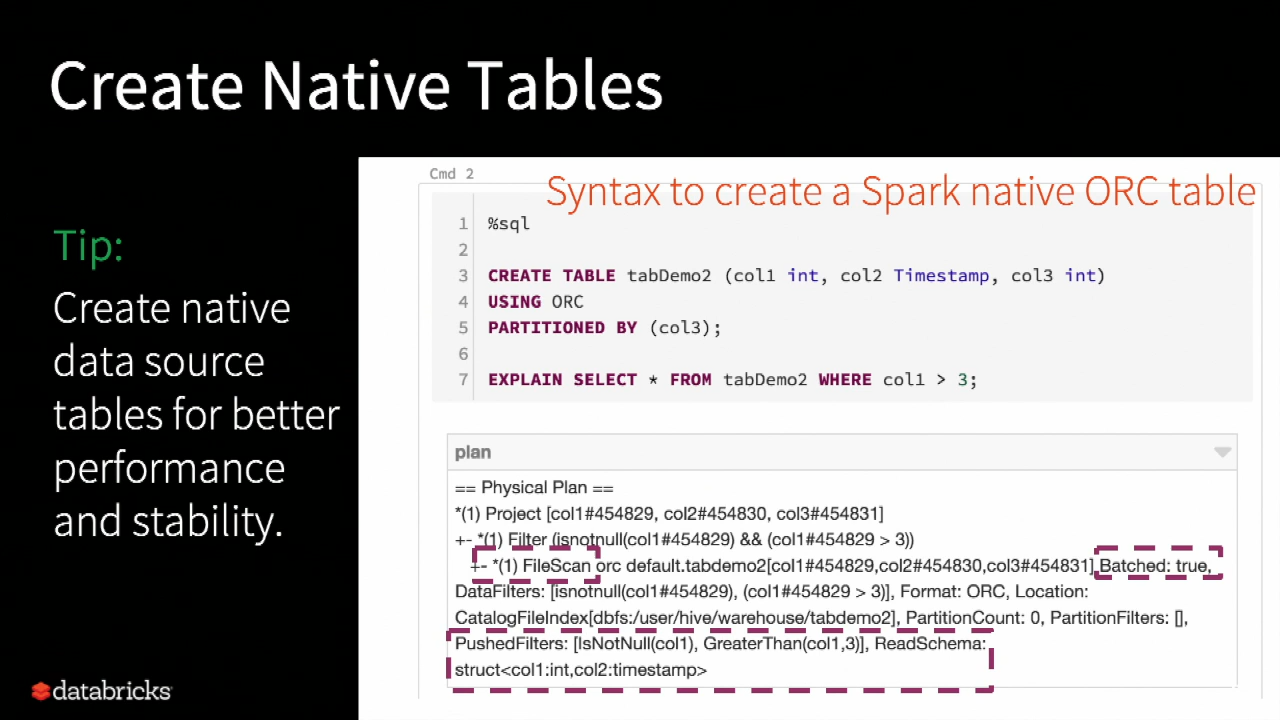 Create Native Tables
Tip:
Create native
data source
tables for better
performance
and stability.
Cmd 2
Syntax to create a Spark native ORC table
1 %sql
2
3 CREATE TABLE tabDemo2 (col1 int, col2 Timestamp, col3 int)
4 USING ORC
5 PARTITIONED BY (col3);
6
7 EXPLAIN SELECT * FROM tabDemo2 WHERE col1 > 3;
plan
== Physical Plan ==
*(1) Project [col1#454829, col2#454830, col3#454831]
+- *(1) Filter (isnotnull(col1#454829) && (col1#454829 > 3))
+- *(1) FileScan orc default.tabdemo2[col1#454829,col2#454830,col3#454831] Batched: true,
DataFilters: [isnotnull(col1#454829), (col1#454829 > 3)], Format: ORC, Location:
CatalogFileIndex[dbfs:/user/hive/warehouse/tabdemo2], PartitionCount: 0, PartitionFilters: [],
PushedFilters: [IsNotNull(col1), GreaterThan(col1,3)], ReadSchema:
struct<col1:int,col2:timestamp>
databricks